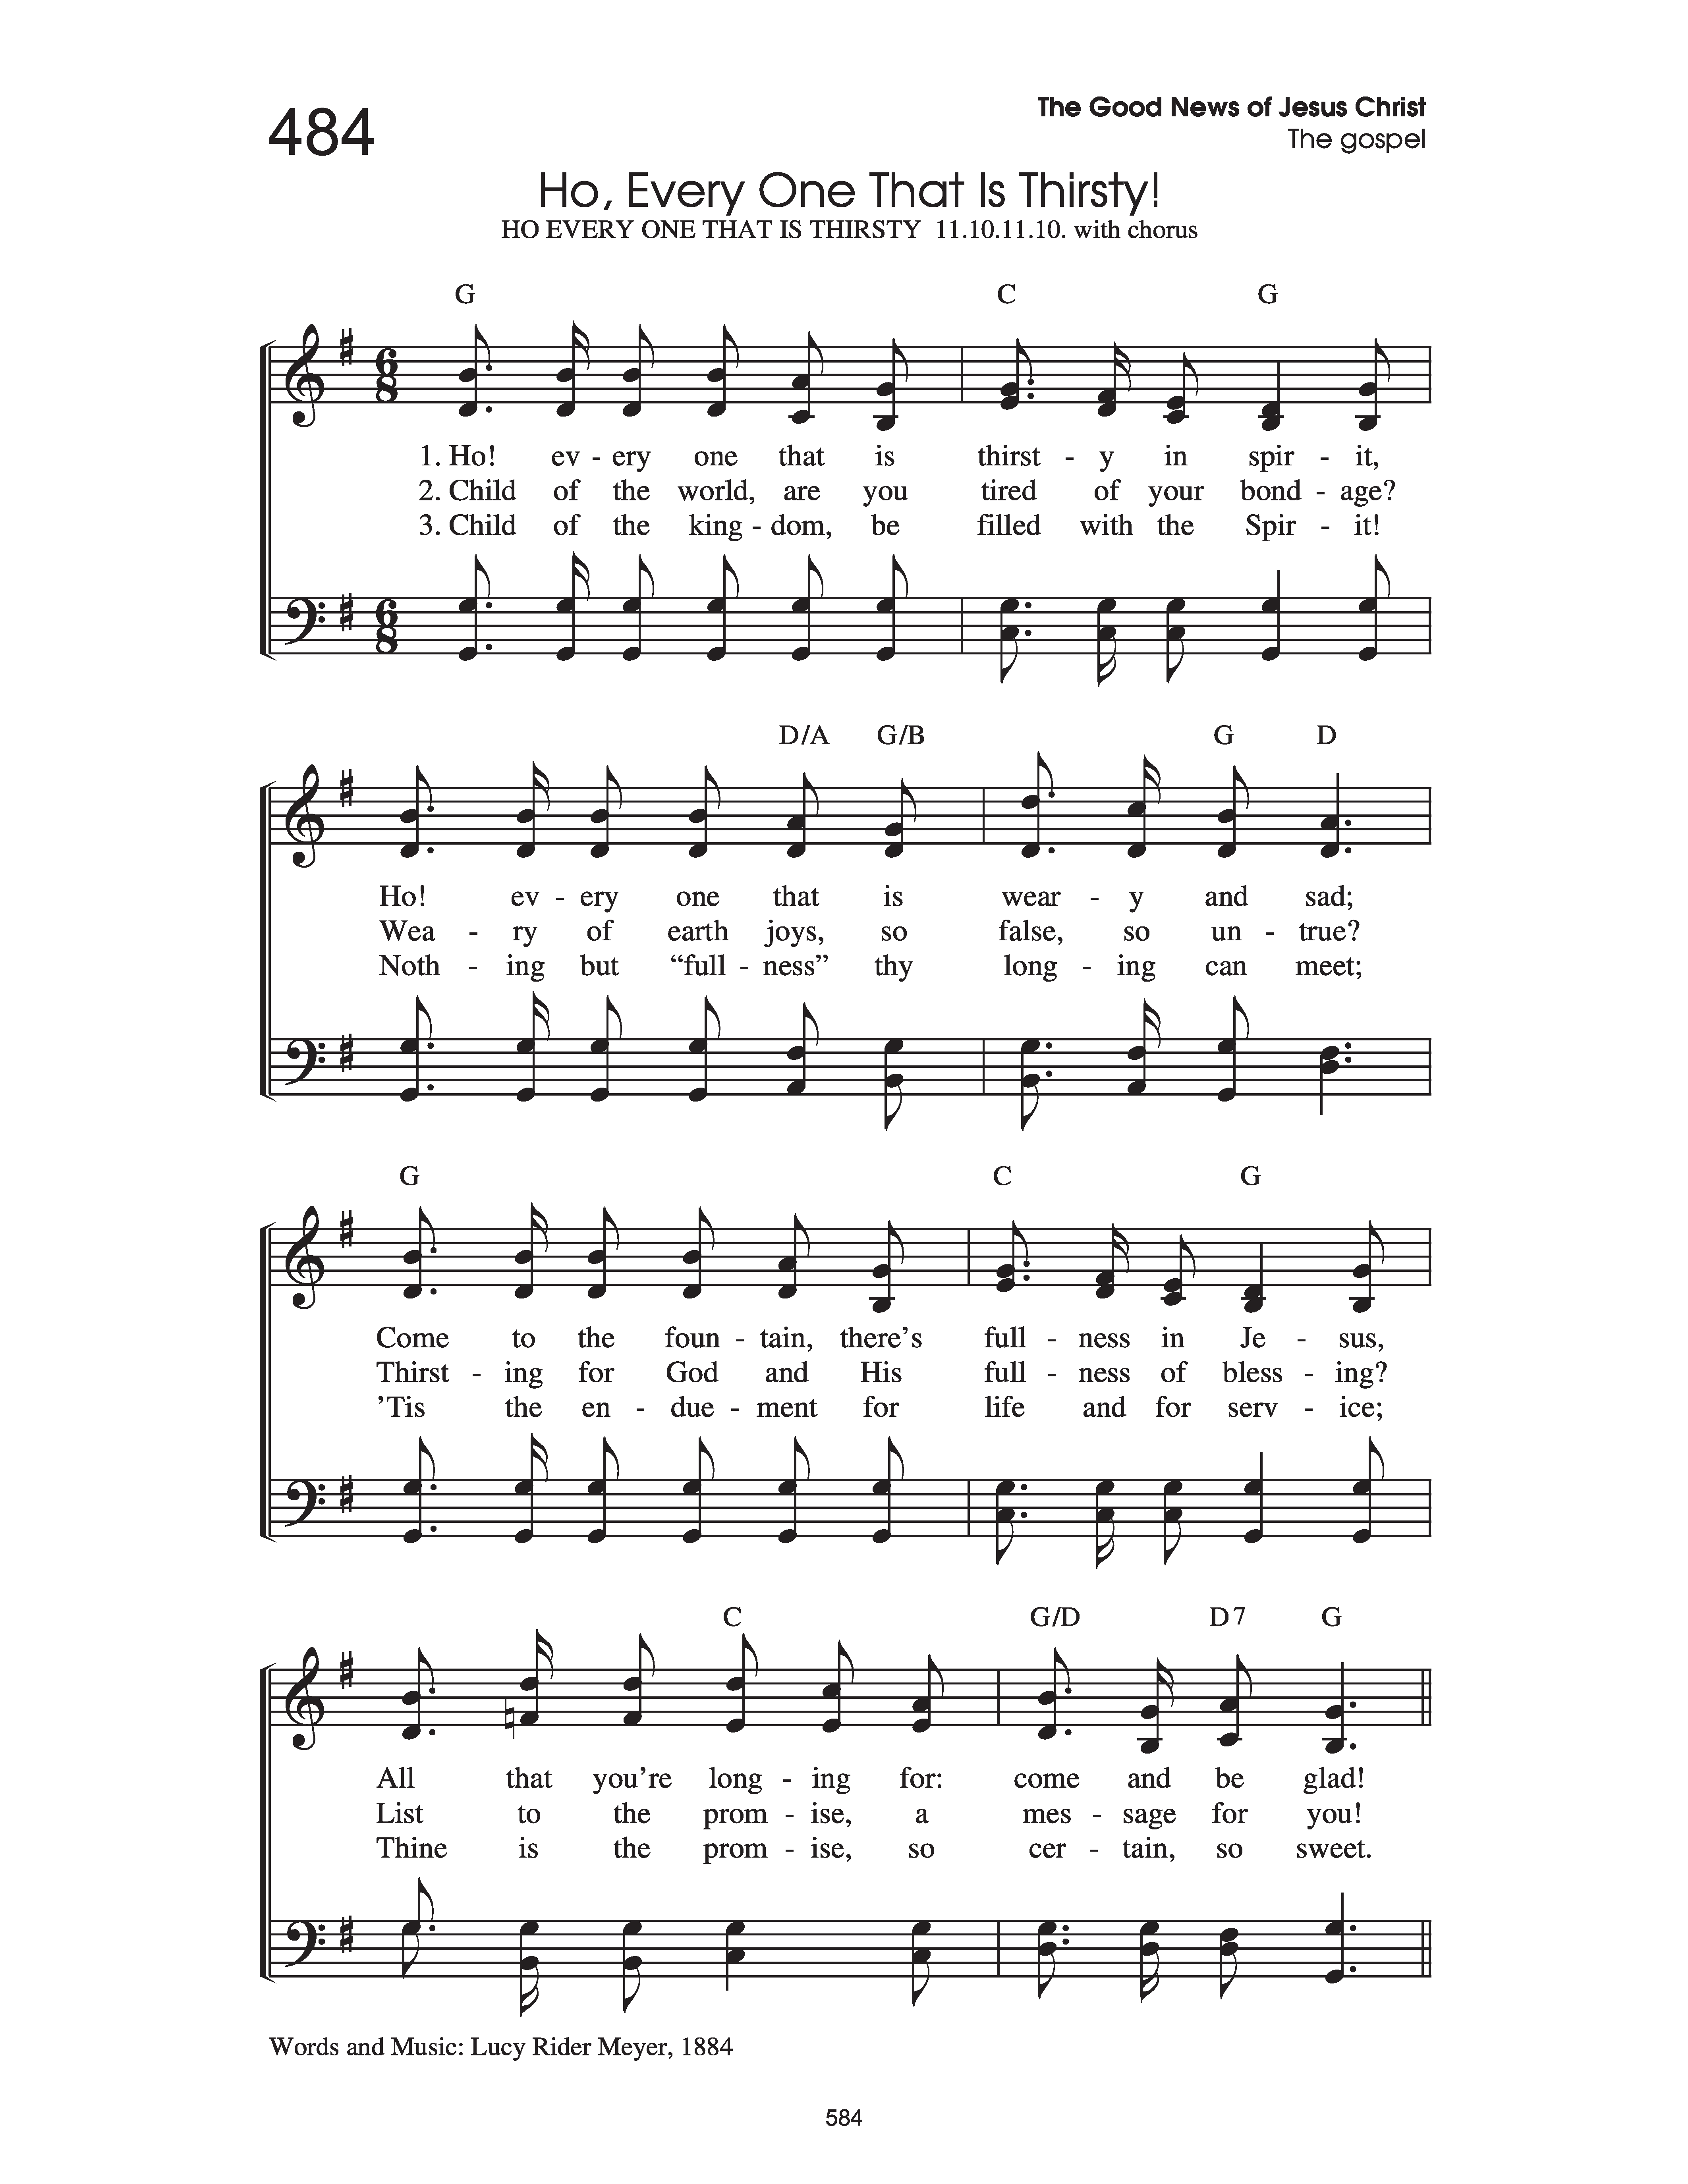 484
The Good News of Jesus Christ
The gospel
Ho, Every One That Is Thirsty!
HO EVERY ONE THAT IS THIRSTY 11.10.11.10. with chorus
G C G
6 8
1. Ho! ev - ery one that is thirst - y in spir - it,
2. Child of the world, are you tired of your bond - age?
3. Child of the king - dom, be filled with the Spir - it!
6 8
D/A G/B G D
Ho! ev - ery one that is wear - y and sad;
Wea - ry of earth joys, so false, so un - true?
Noth - ing but “full - ness” thy long - ing can meet;
G C G
Come to the foun - tain, there’s full - ness in Je - sus,
Thirst - ing for God and His full - ness of bless - ing?
’Tis the en - due - ment for life and for serv - ice;
C G/D D7 G
All that you’re long - ing for: come and be glad!
List to the prom - ise, a mes - sage for you!
Thine is the prom - ise, so cer - tain, so sweet.
Words and Music: Lucy Rider Meyer, 1884
584